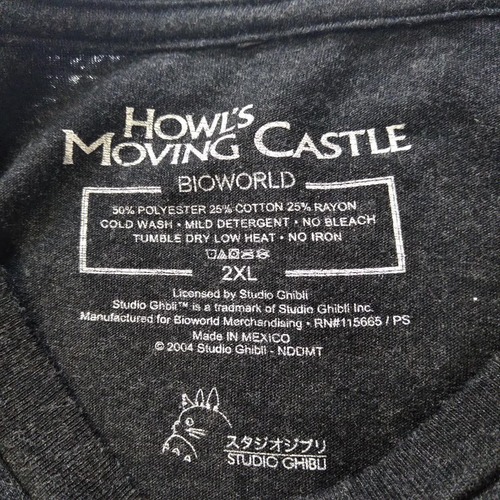 HOWL'S
MOVING CASTLE
BIOWORLD
50% POLYESTER 25% COTTON 25% RAYON
COLD WASH • MILD DETERGENT • NO BLEACH
TUMBLE DRY LOW HEAT • NO IRON
2XL
Licensed by Studio Ghibli
Studio Ghbli™ is a trademark of Studio Ghibli Inc.
Manufactured for Bioworld Merchandising • RN#115665 / PS
MADE IN MEXICO
© 2004 Studio Ghibli - NDDMT
スタジオジブリ
STUDIO GHIBLI